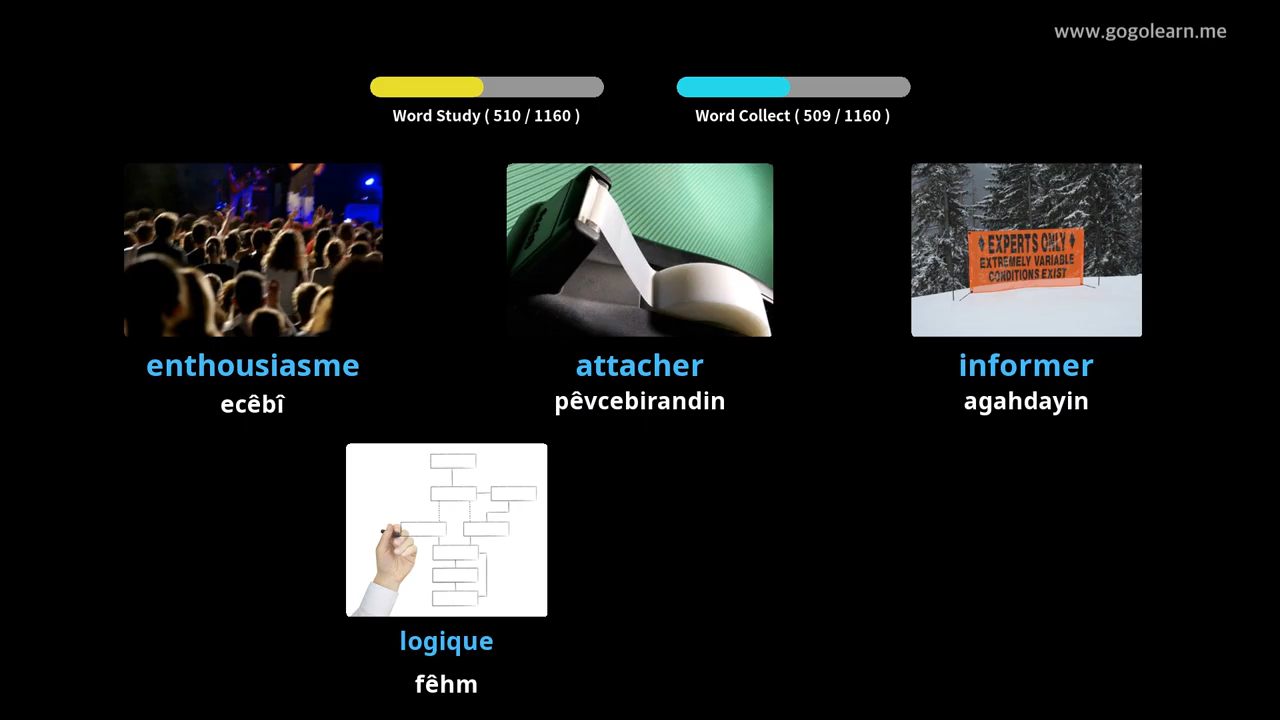 www.gogolearn.me
Word Study ( 510 / 1160 )
Word Collect ( 509 / 1160 )
EXPERTS ONLY
EXTREMELY VARIABLE
CONDITIONS EXIST
enthousiasme
ecêbî
attacher
pêvcebirandin
informer
agahdayin
logique
fêhm